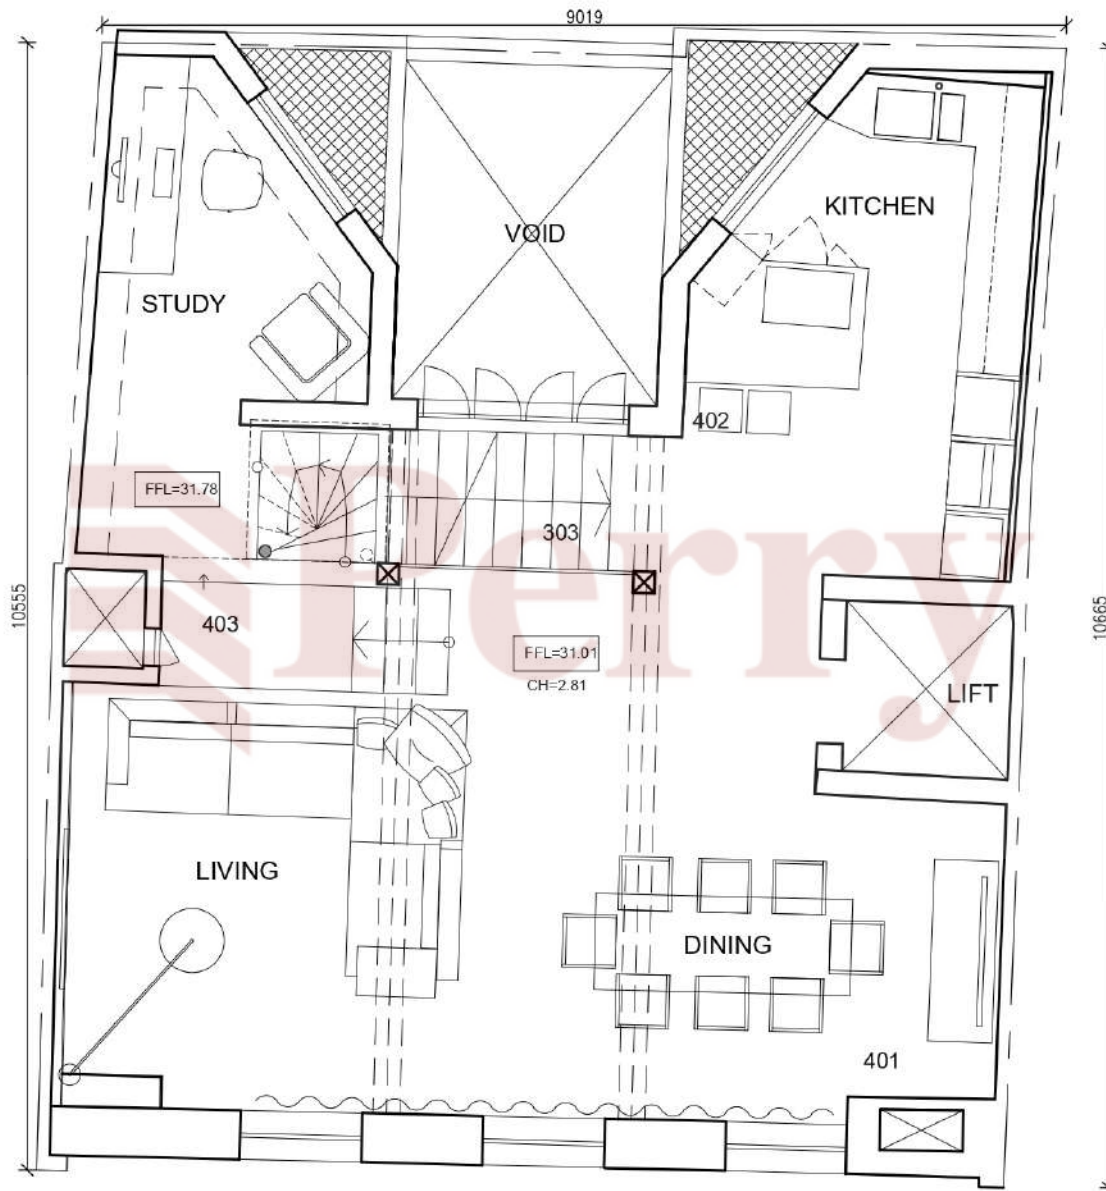 9019
VOID
KITCHEN
STUDY
402
FFL=31.78
303
403
10555
10665
FFL=31.01
CH=2.81
LIFT
LIVING
DINING
401
Perry